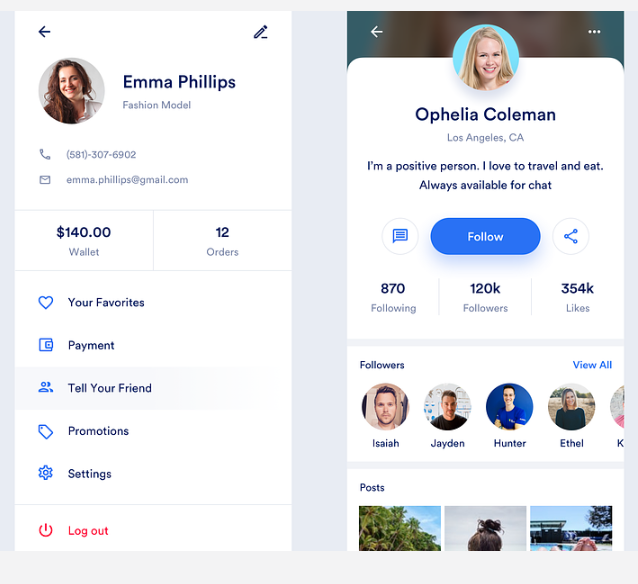 Emma Phillips
Fashion Model
(581)-307-6902
emma.phillips@gmail.com
$140.00
Wallet
12
Orders
Your Favorites
Payment
Tell Your Friend
Promotions
Settings
Log out
Ophelia Coleman
Los Angeles, CA
I'm a positive person. I love to travel and eat.
Always available for chat
Follow
870
Following
120k
Followers
354k
Likes
Followers
View All
Isaiah
Jayden
Hunter
Ethel
K
Posts